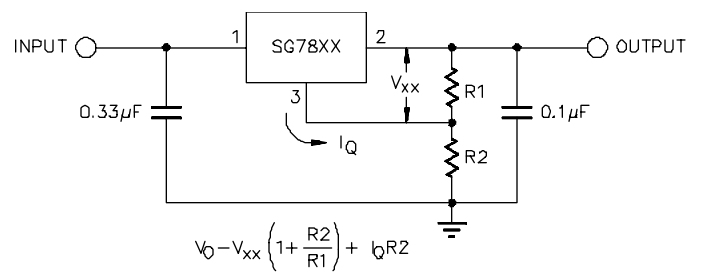 INPUT
1
SG78XX
2
OUTPUT
3
VXX
R1
0.33µF
0.1µF
IQ
R2
VO−VXX(1+R2/R1)+ IQR2